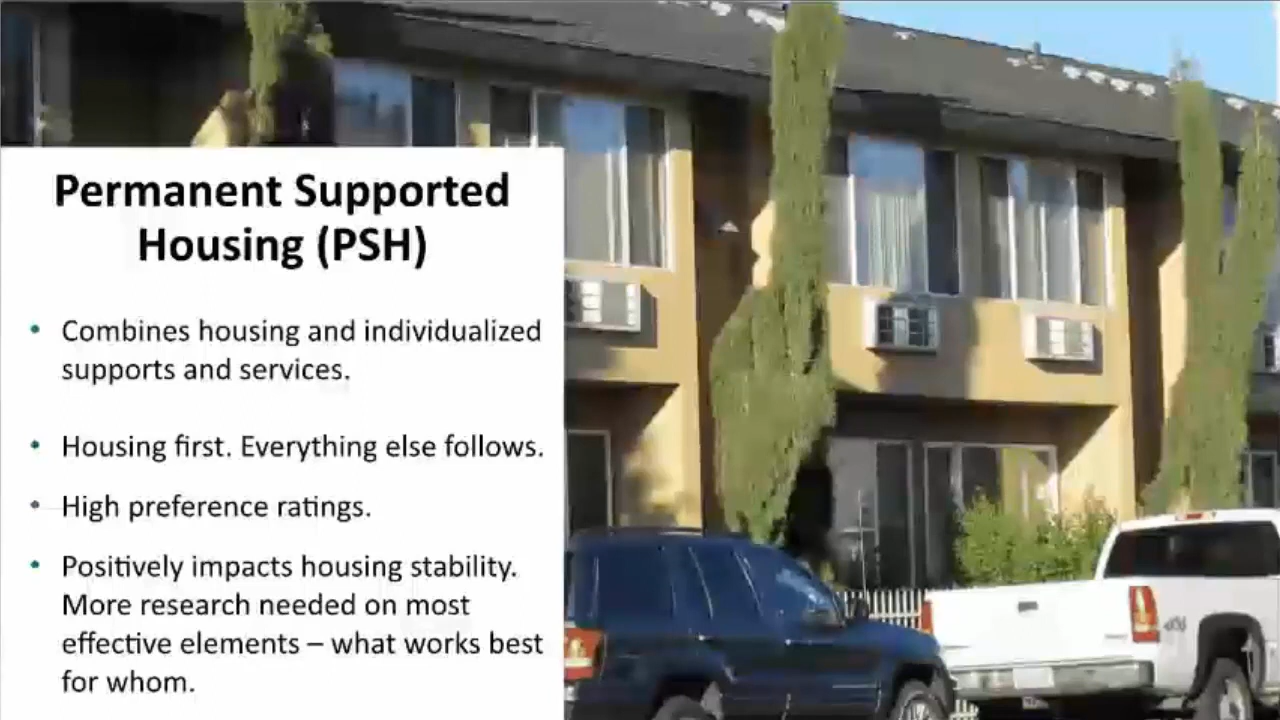 Permanent Supported
Housing (PSH)
• Combines housing and individualized
supports and services.
• Housing first. Everything else follows.
• High preference ratings.
• Positively impacts housing stability.
More research needed on most
effective elements – what works best
for whom.